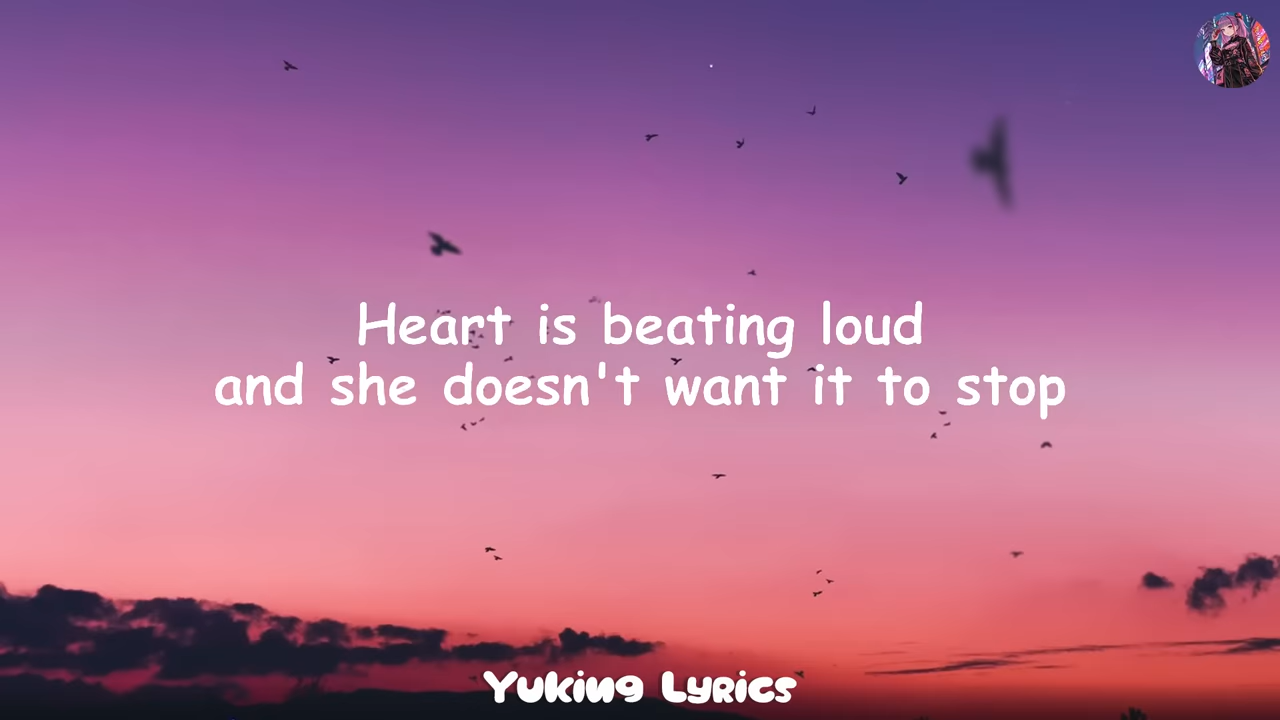 Heart is beating loud
and she doesn't want it to stop
Yuking Lyrics